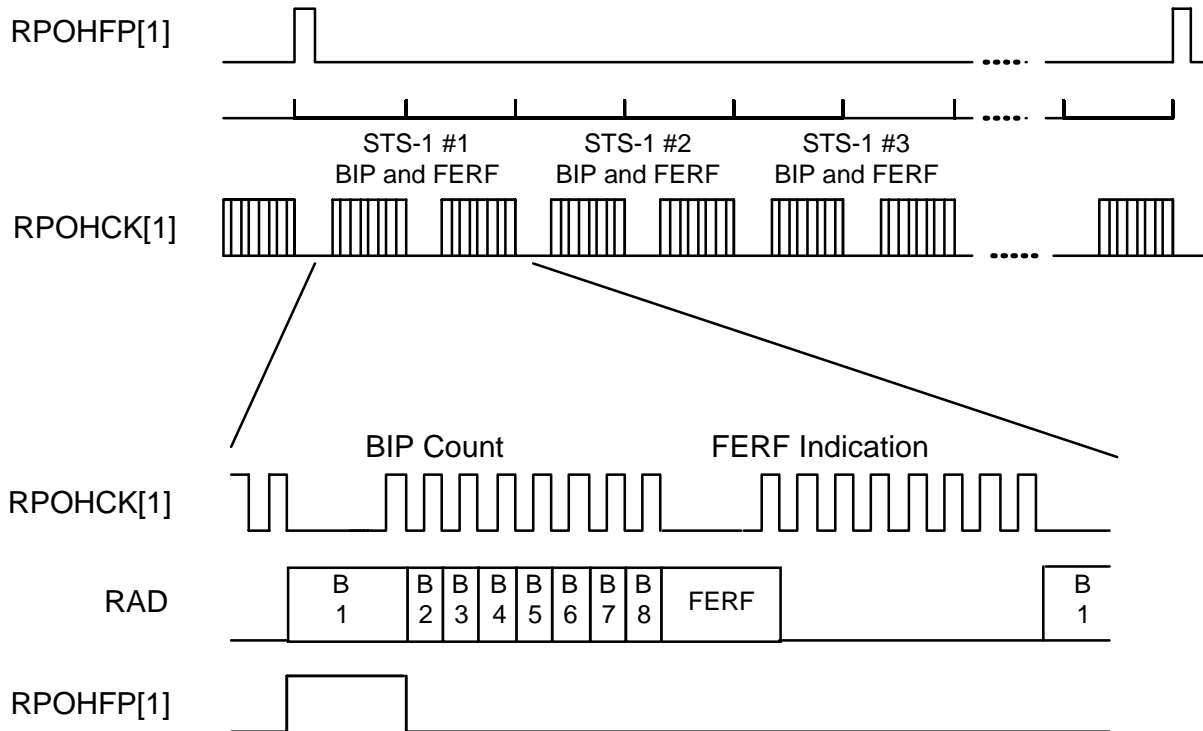 RPOHFP[1]
STS-1 #1
BIP and FERF
STS-1 #2
BIP and FERF
STS-1 #3
BIP and FERF
RPOHCK[1]
BIP Count
FERF Indication
RPOHCK[1]
RAD
B
1
B
2
B
3
B
4
B
5
B
6
B
7
B
8
FERF
B
1
RPOHFP[1]